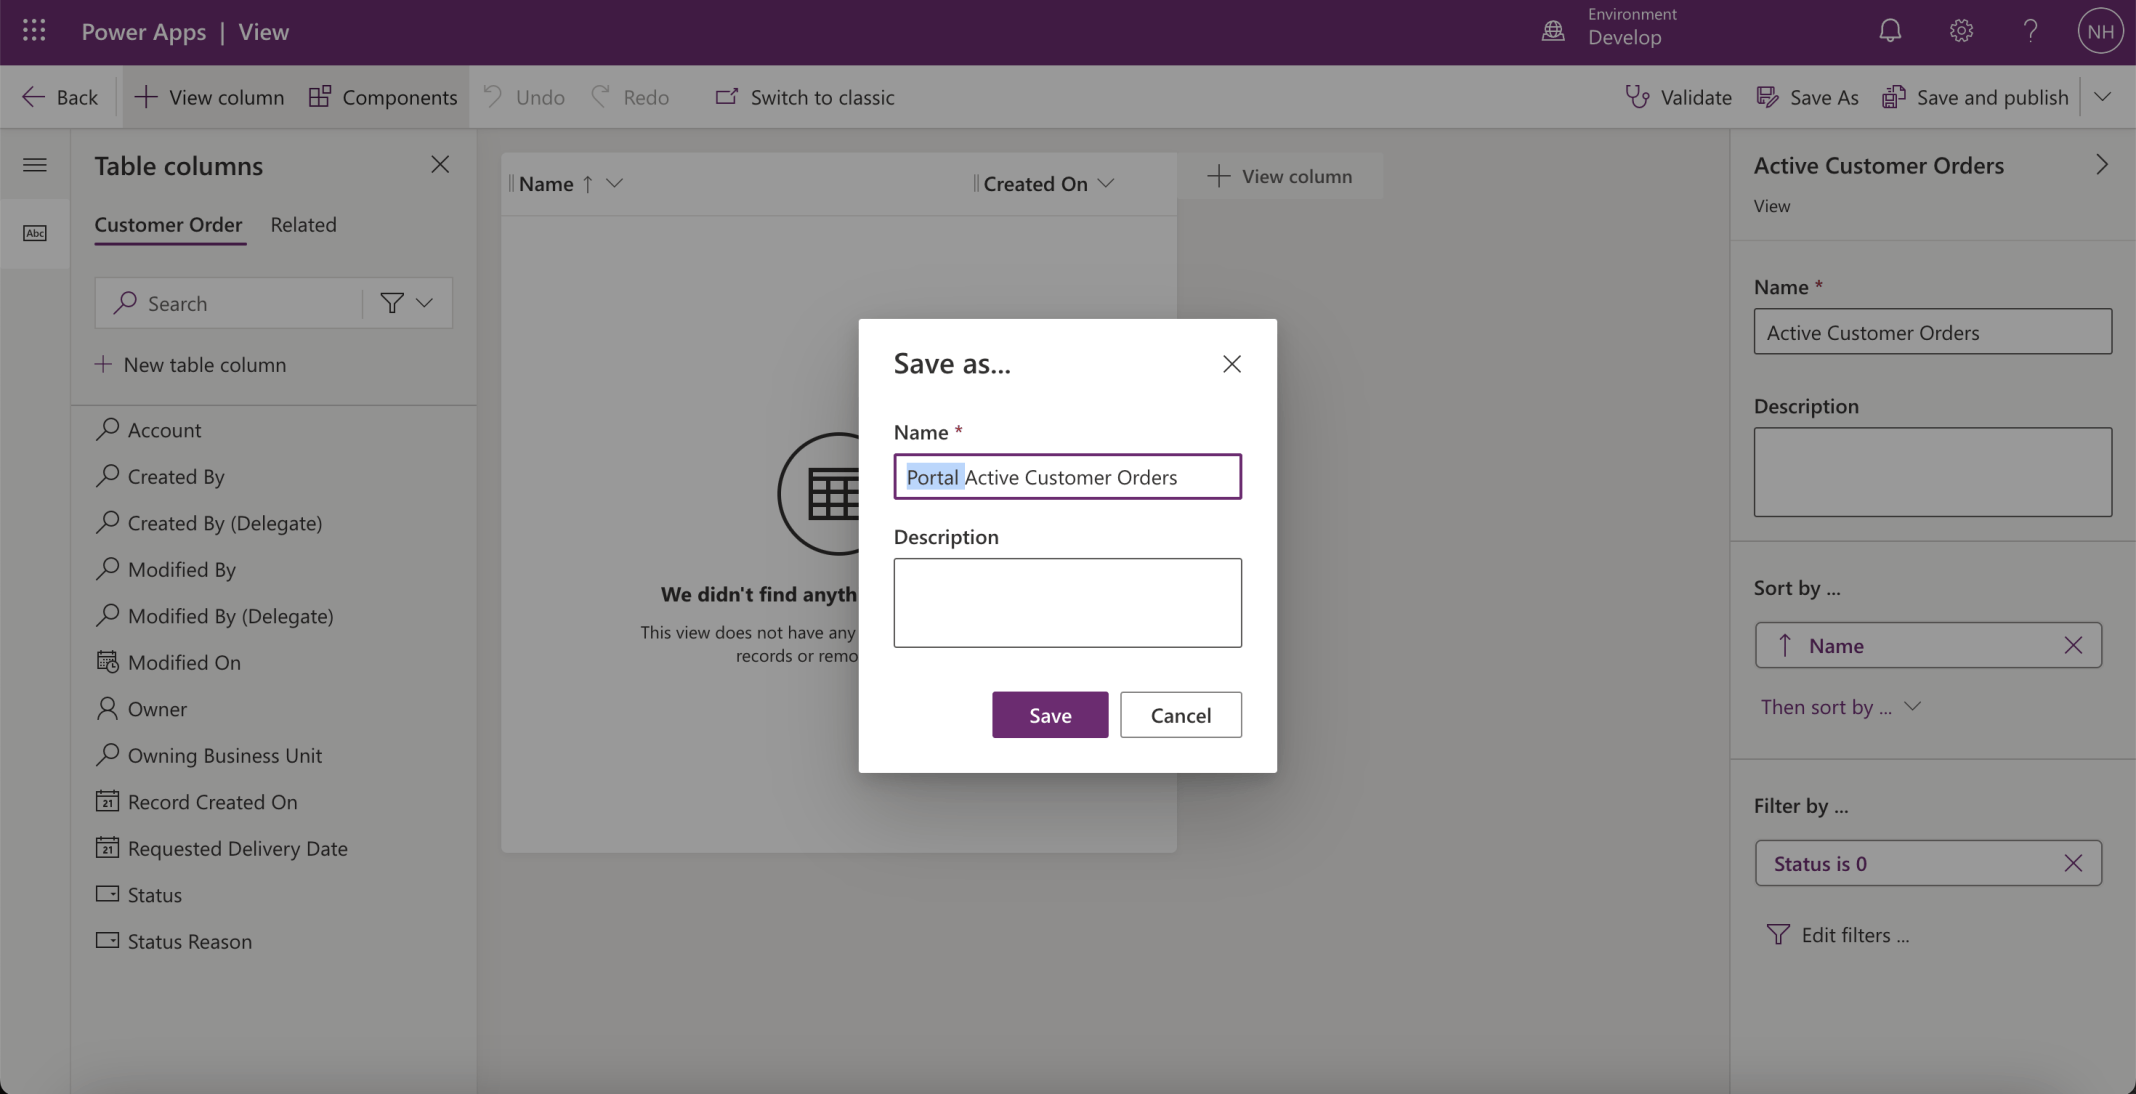 Power Apps | View
Environment
Develop
NH
Back
View column
Components
Undo
Redo
Switch to classic
Validate
Save As
Save and publish
Table columns
Customer Order
Related
Search
New table column
Account
Created By
Created By (Delegate)
Modified By
Modified By (Delegate)
Modified On
Owner
Owning Business Unit
21 Record Created On
21 Requested Delivery Date
Status
Status Reason
Abc
Name
Created On
View column
We didn't find anyth
This view does not have any
records or remo
Save as...
Name *
Portal Active Customer Orders
Description
Save
Cancel
Active Customer Orders
View
Name *
Active Customer Orders
Description
Sort by ...
Name
Then sort by ...
Filter by ...
Status is 0
Edit filters ...